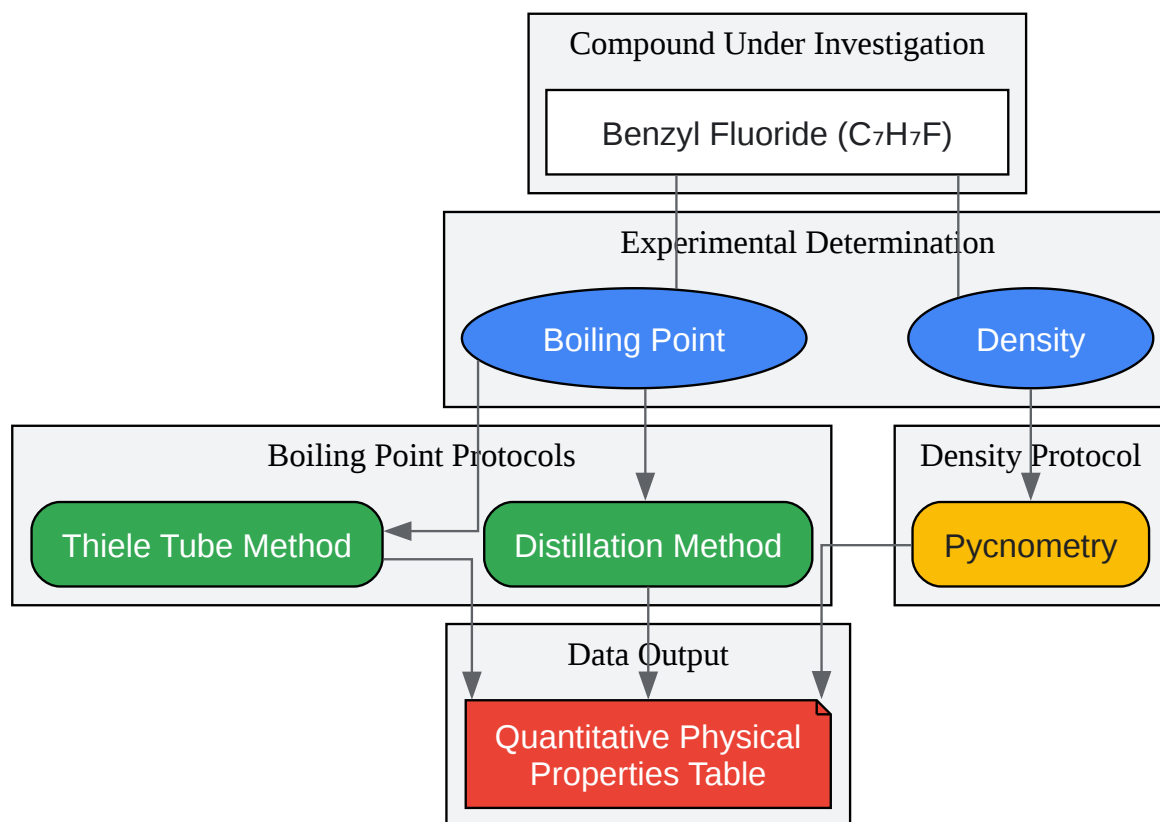 Compound Under Investigation
Benzyl Fluoride (C₇H₇F)
Experimental Determination
Boiling Point
Density
Boiling Point Protocols
Density Protocol
Thiele Tube Method
Distillation Method
Pycnometry
Data Output
Quantitative Physical
Properties Table